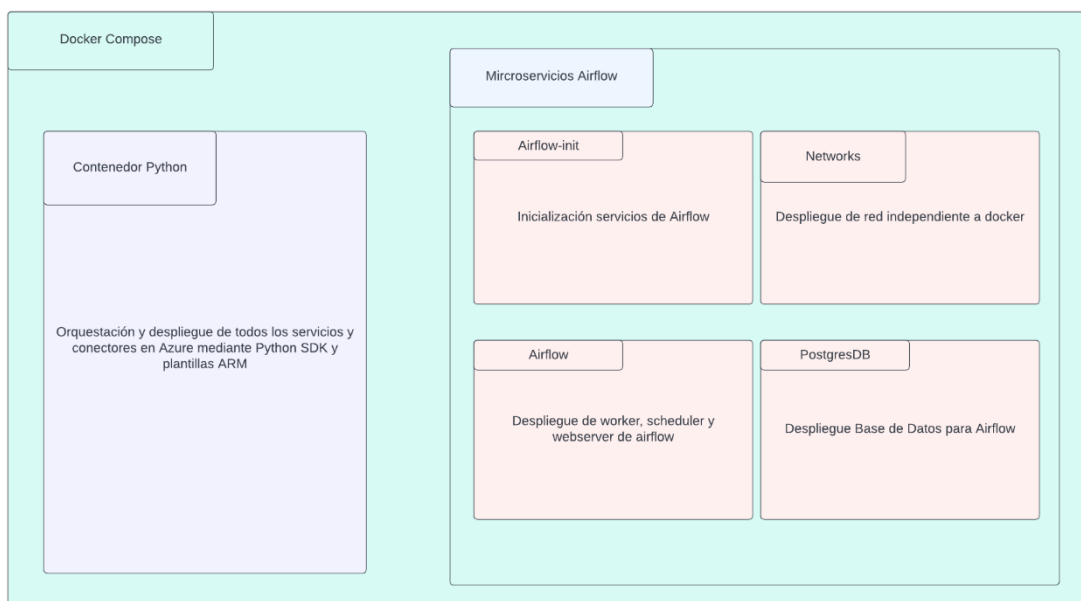 Docker Compose
Mircroservicios Airflow
Contenedor Python
Orquestación y despliegue de todos los servicios y
conectores en Azure mediante Python SDK y
plantillas ARM
Airflow-init
Inicialización servicios de Airflow
Networks
Despliegue de red independiente a docker
Airflow
Despliegue de worker, scheduler y
webserver de airflow
PostgresDB
Despliegue Base de Datos para Airflow